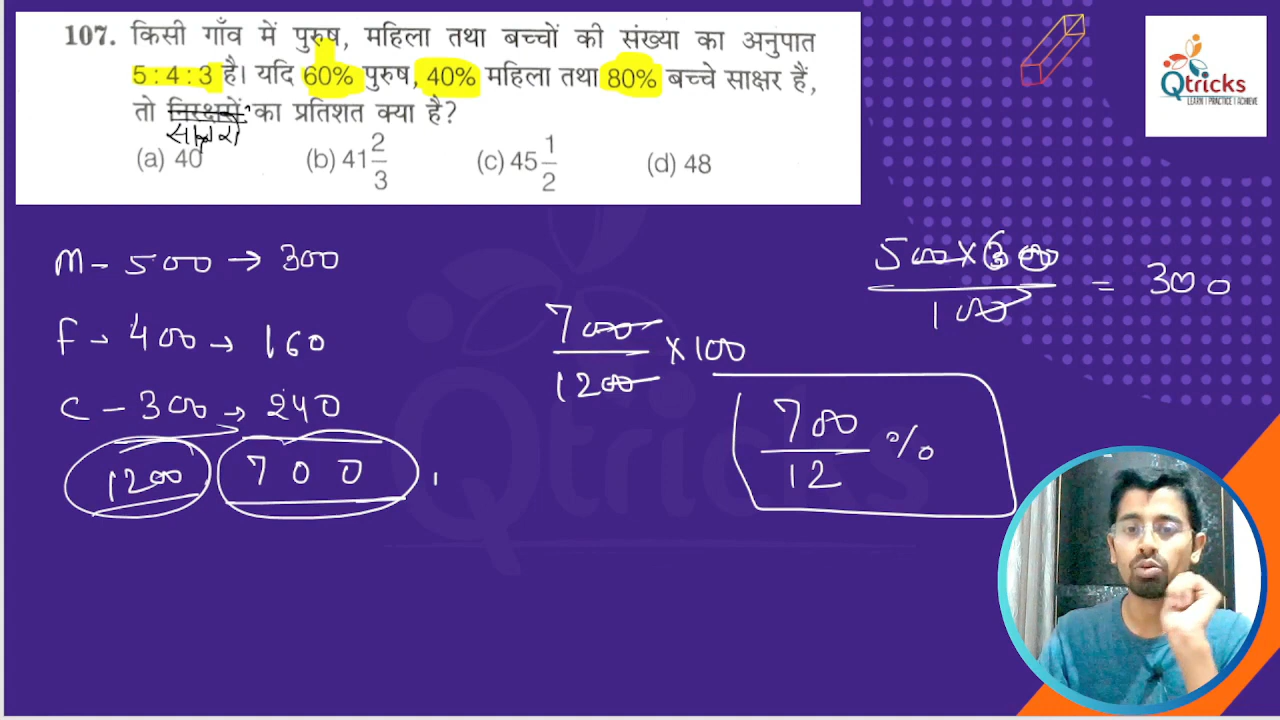 107. किसी गाँव में पुरुष, महिला तथा बच्चों की संख्या का अनुपात
5 : 4 : 3 है। यदि 60% पुरुष, 40% महिला तथा 80% बच्चे साक्षर हैं,
तो निरक्षरों का प्रतिशत क्या है?
साक्षरों
(a) 40 (b) 41 2/3 (c) 45 1/2 (d) 48
Qtricks
LEARN | PRACTICE | ACHIEVE
M - 500 → 300
F - 400 → 160
C - 300 → 240
1200 700
700/1200 × 100
700/12 %
500 × 60/100 = 300
Qtricks